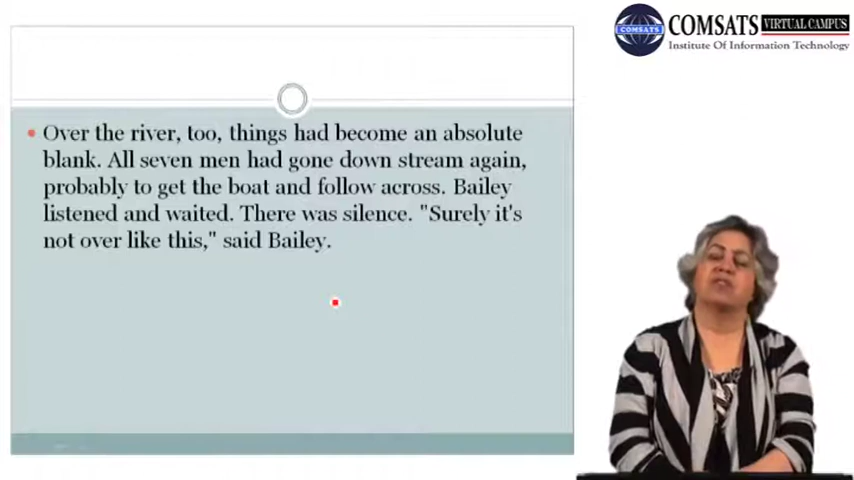 COMSATS VIRTUAL CAMPUS
COMSATS
Institute Of Information Technology
Over the river, too, things had become an absolute
blank. All seven men had gone down stream again,
probably to get the boat and follow across. Bailey
listened and waited. There was silence. "Surely it's
not over like this," said Bailey.